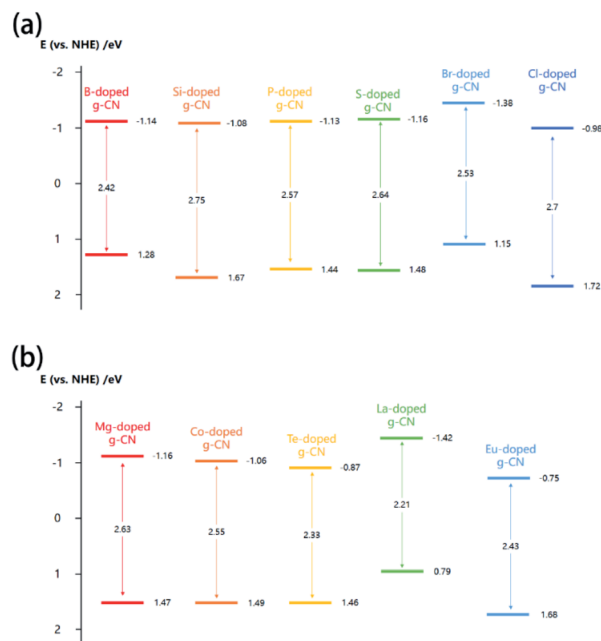 (a)
E (vs. NHE) /eV
-2
-1
0
1
2
B-doped
g-CN
-1.14
2.42
1.28
Si-doped
g-CN
-1.08
2.75
1.67
P-doped
g-CN
-1.13
2.57
1.44
S-doped
g-CN
-1.16
2.64
1.48
Br-doped
g-CN
-1.38
2.53
1.15
Cl-doped
g-CN
-0.98
2.7
1.72
(b)
E (vs. NHE) /eV
-2
-1
0
1
2
Mg-doped
g-CN
-1.16
2.63
1.47
Co-doped
g-CN
-1.06
2.55
1.49
Te-doped
g-CN
-0.87
2.33
1.46
La-doped
g-CN
-1.42
2.21
0.79
Eu-doped
g-CN
-0.75
2.43
1.68